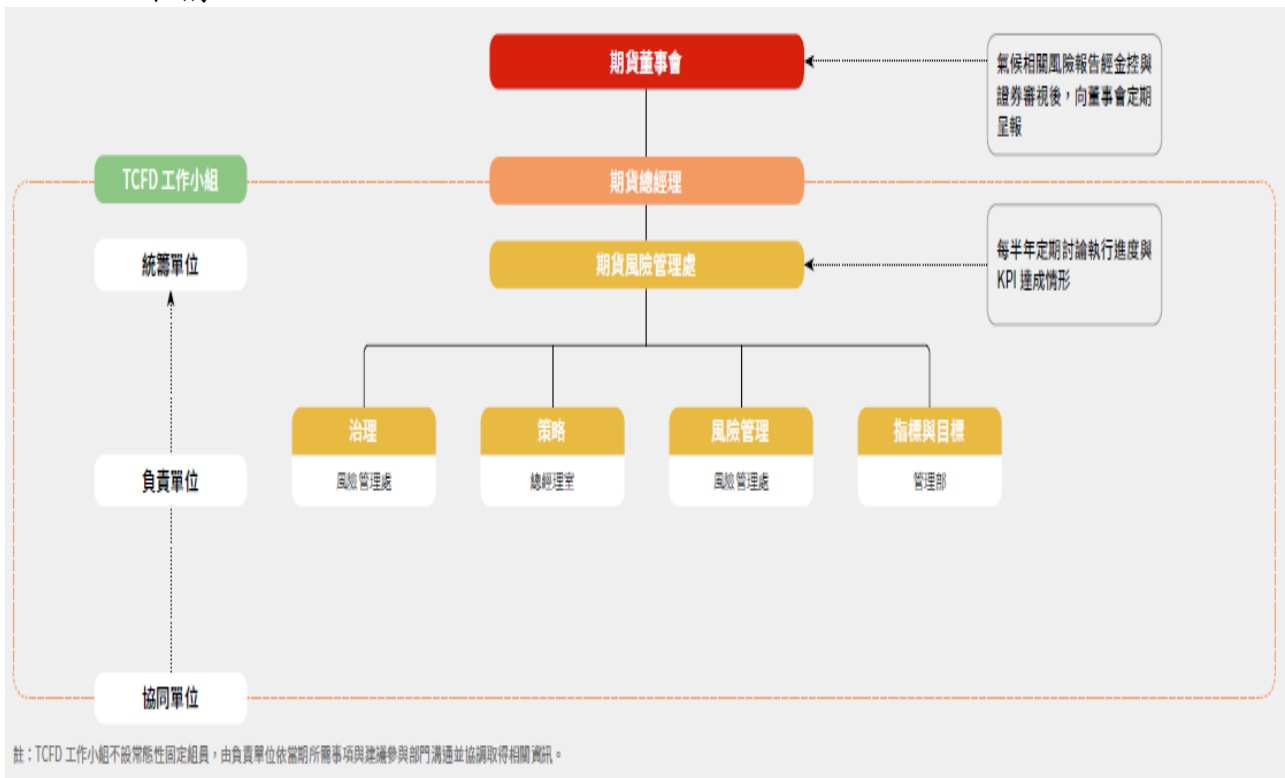 期貨董事會
氣候相關風險報告經金控與
證券審視後，向董事會定期
呈報
TCFD 工作小組
期貨總經理
統籌單位
期貨風險管理處
每半年定期討論執行進度與
KPI 達成情形
治理
策略
風險管理
指標與目標
負責單位
風險管理處
總經理室
風險管理處
管理部
協同單位
註：TCFD 工作小組不設常態性固定組員，由負責單位依當期所需事項與建議參與部門溝通並協調取得相關資訊。